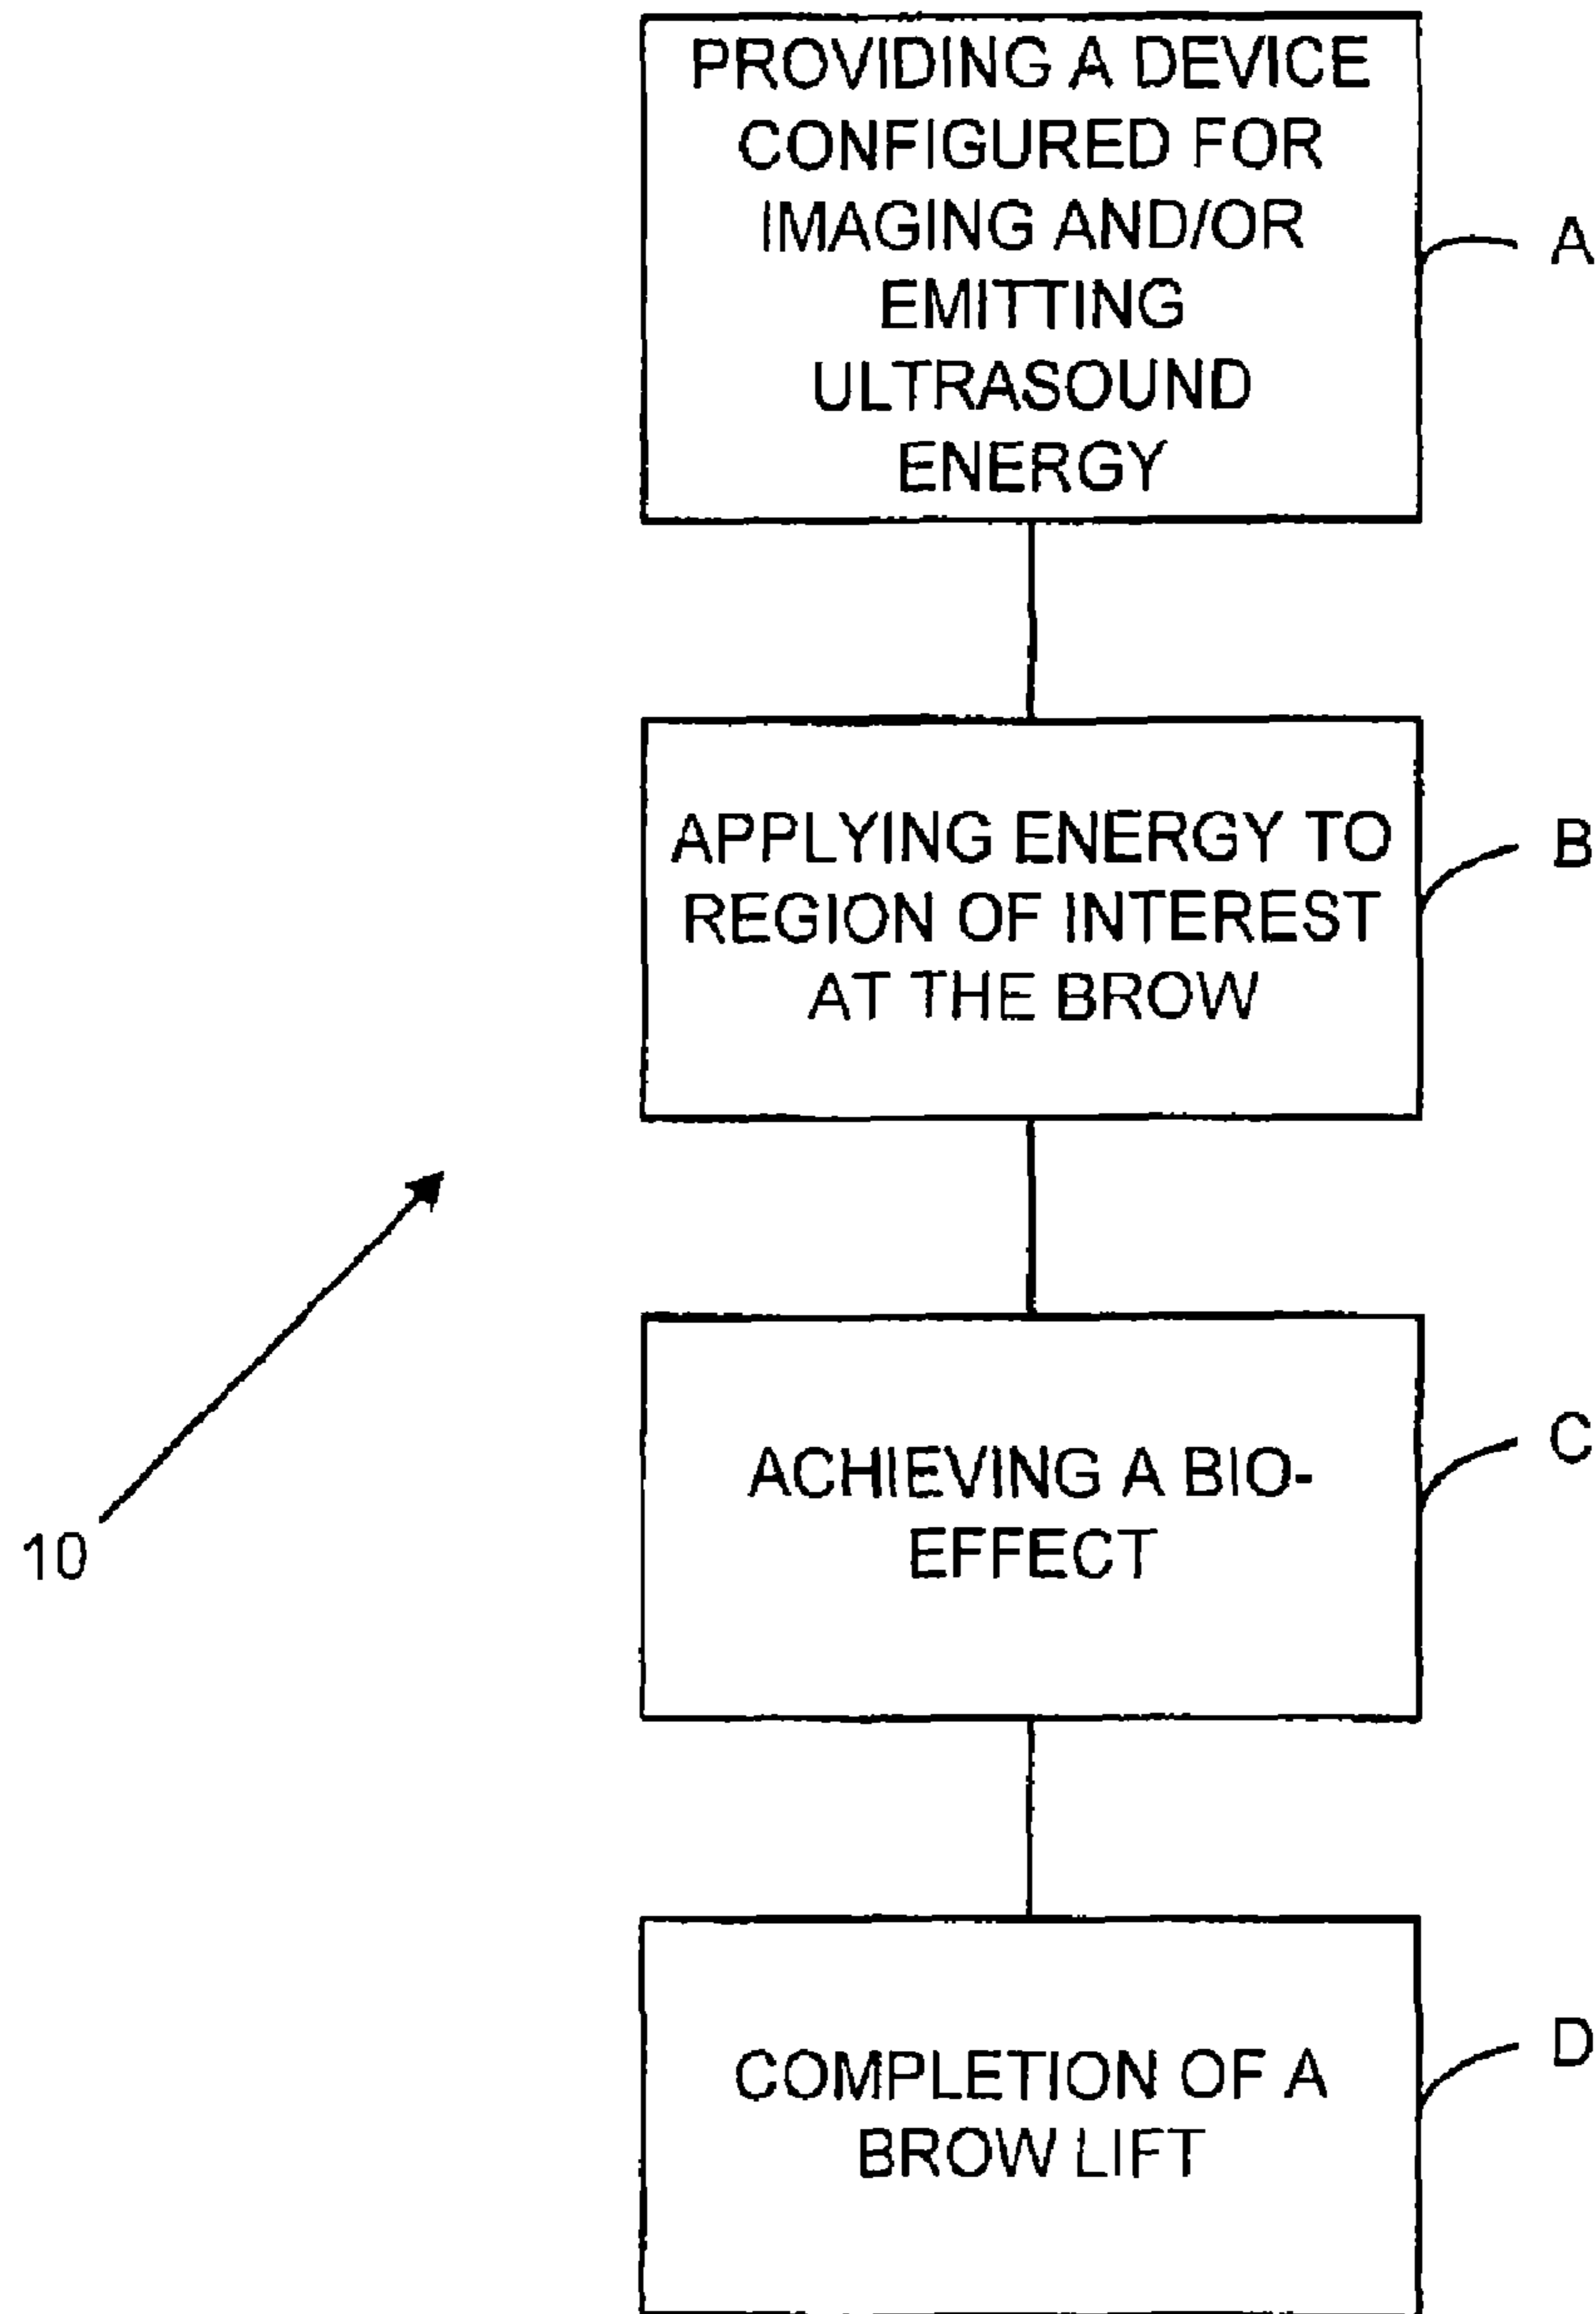 PROVIDING A DEVICE
CONFIGURED FOR
IMAGING AND/OR
EMITTING
ULTRASOUND
ENERGY
A
APPLYING ENERGY TO
REGION OF INTEREST
AT THE BROW
B
ACHIEVING A BIO-
EFFECT
C
10
COMPLETION OF A
BROW LIFT
D